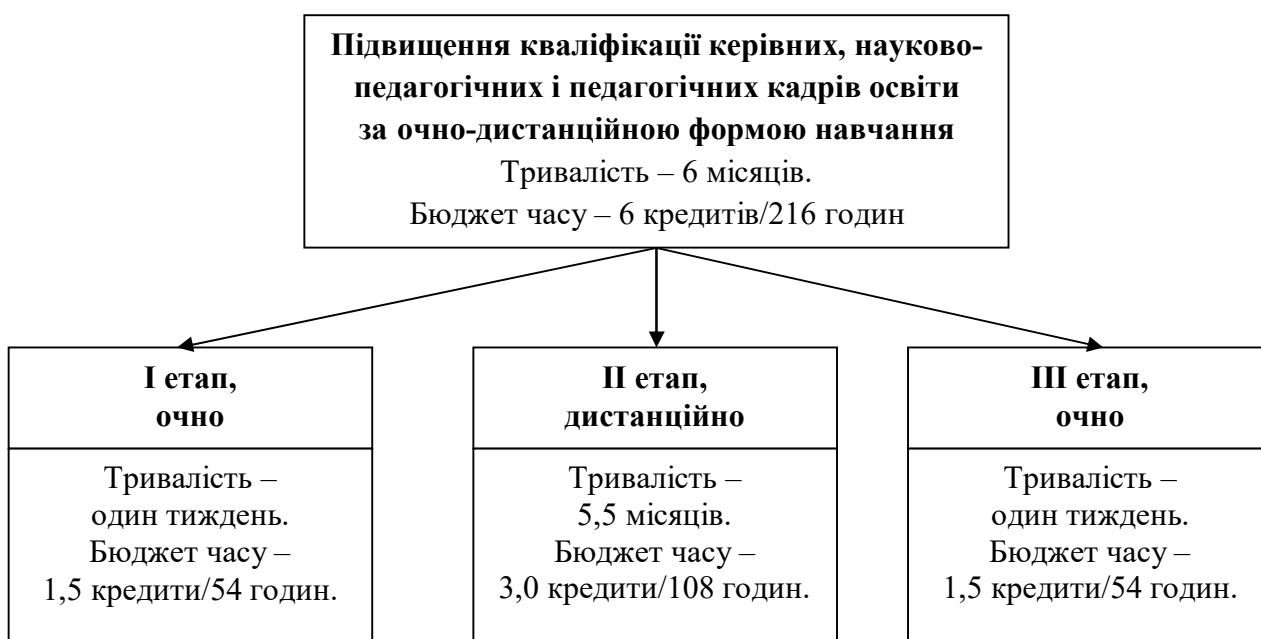 Підвищення кваліфікації керівних, науково-
педагогічних і педагогічних кадрів освіти
за очно-дистанційною формою навчання
Тривалість – 6 місяців.
Бюджет часу – 6 кредитів/216 годин
І етап,
очно
Тривалість –
один тиждень.
Бюджет часу –
1,5 кредити/54 годин.
ІІ етап,
дистанційно
Тривалість –
5,5 місяців.
Бюджет часу –
3,0 кредити/108 годин.
ІІІ етап,
очно
Тривалість –
один тиждень.
Бюджет часу –
1,5 кредити/54 годин.